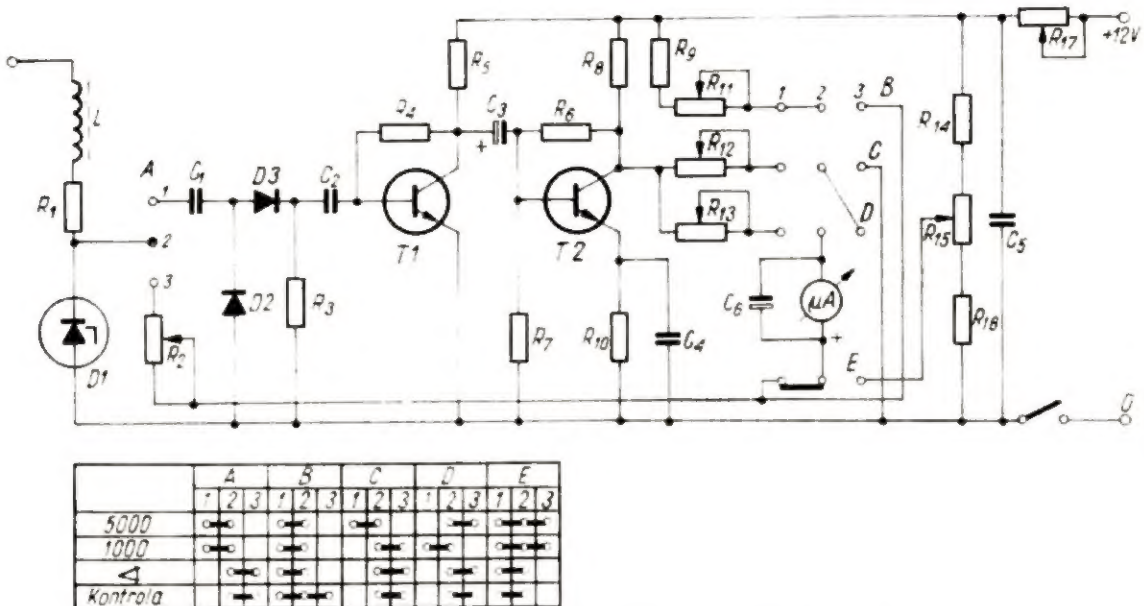 R17
+12V
R5
R8
R9
R11
1 2 3 B
L
R4
C3
R6
R14
A
1
C1
D3
C2
R12
C
R1
2
R13
D
R15
C5
T1
T2
3
D2
R3
C6
µA
R2
R7
R10
C4
+
R18
D1
E
0
A B C D E
1 2 3 1 2 3 1 2 3 1 2 3 1 2 3
5000
1000
Kontrola